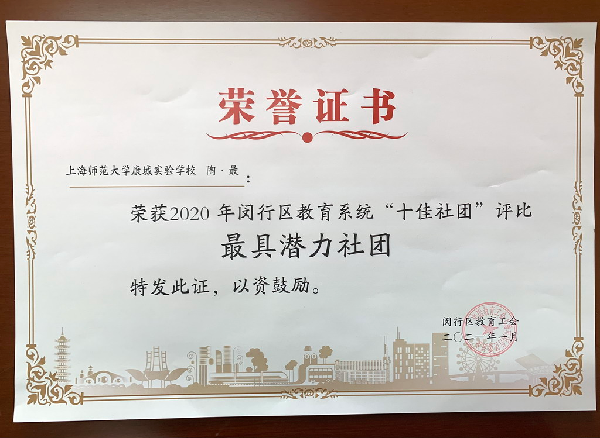 荣誉证书
上海师范大学康城实验学校 陶·最:
荣获2020年闵行区教育系统“十佳社团”评比
最具潜力社团
特发此证，以资鼓励。
闵行区教育工会
二〇二一年一月